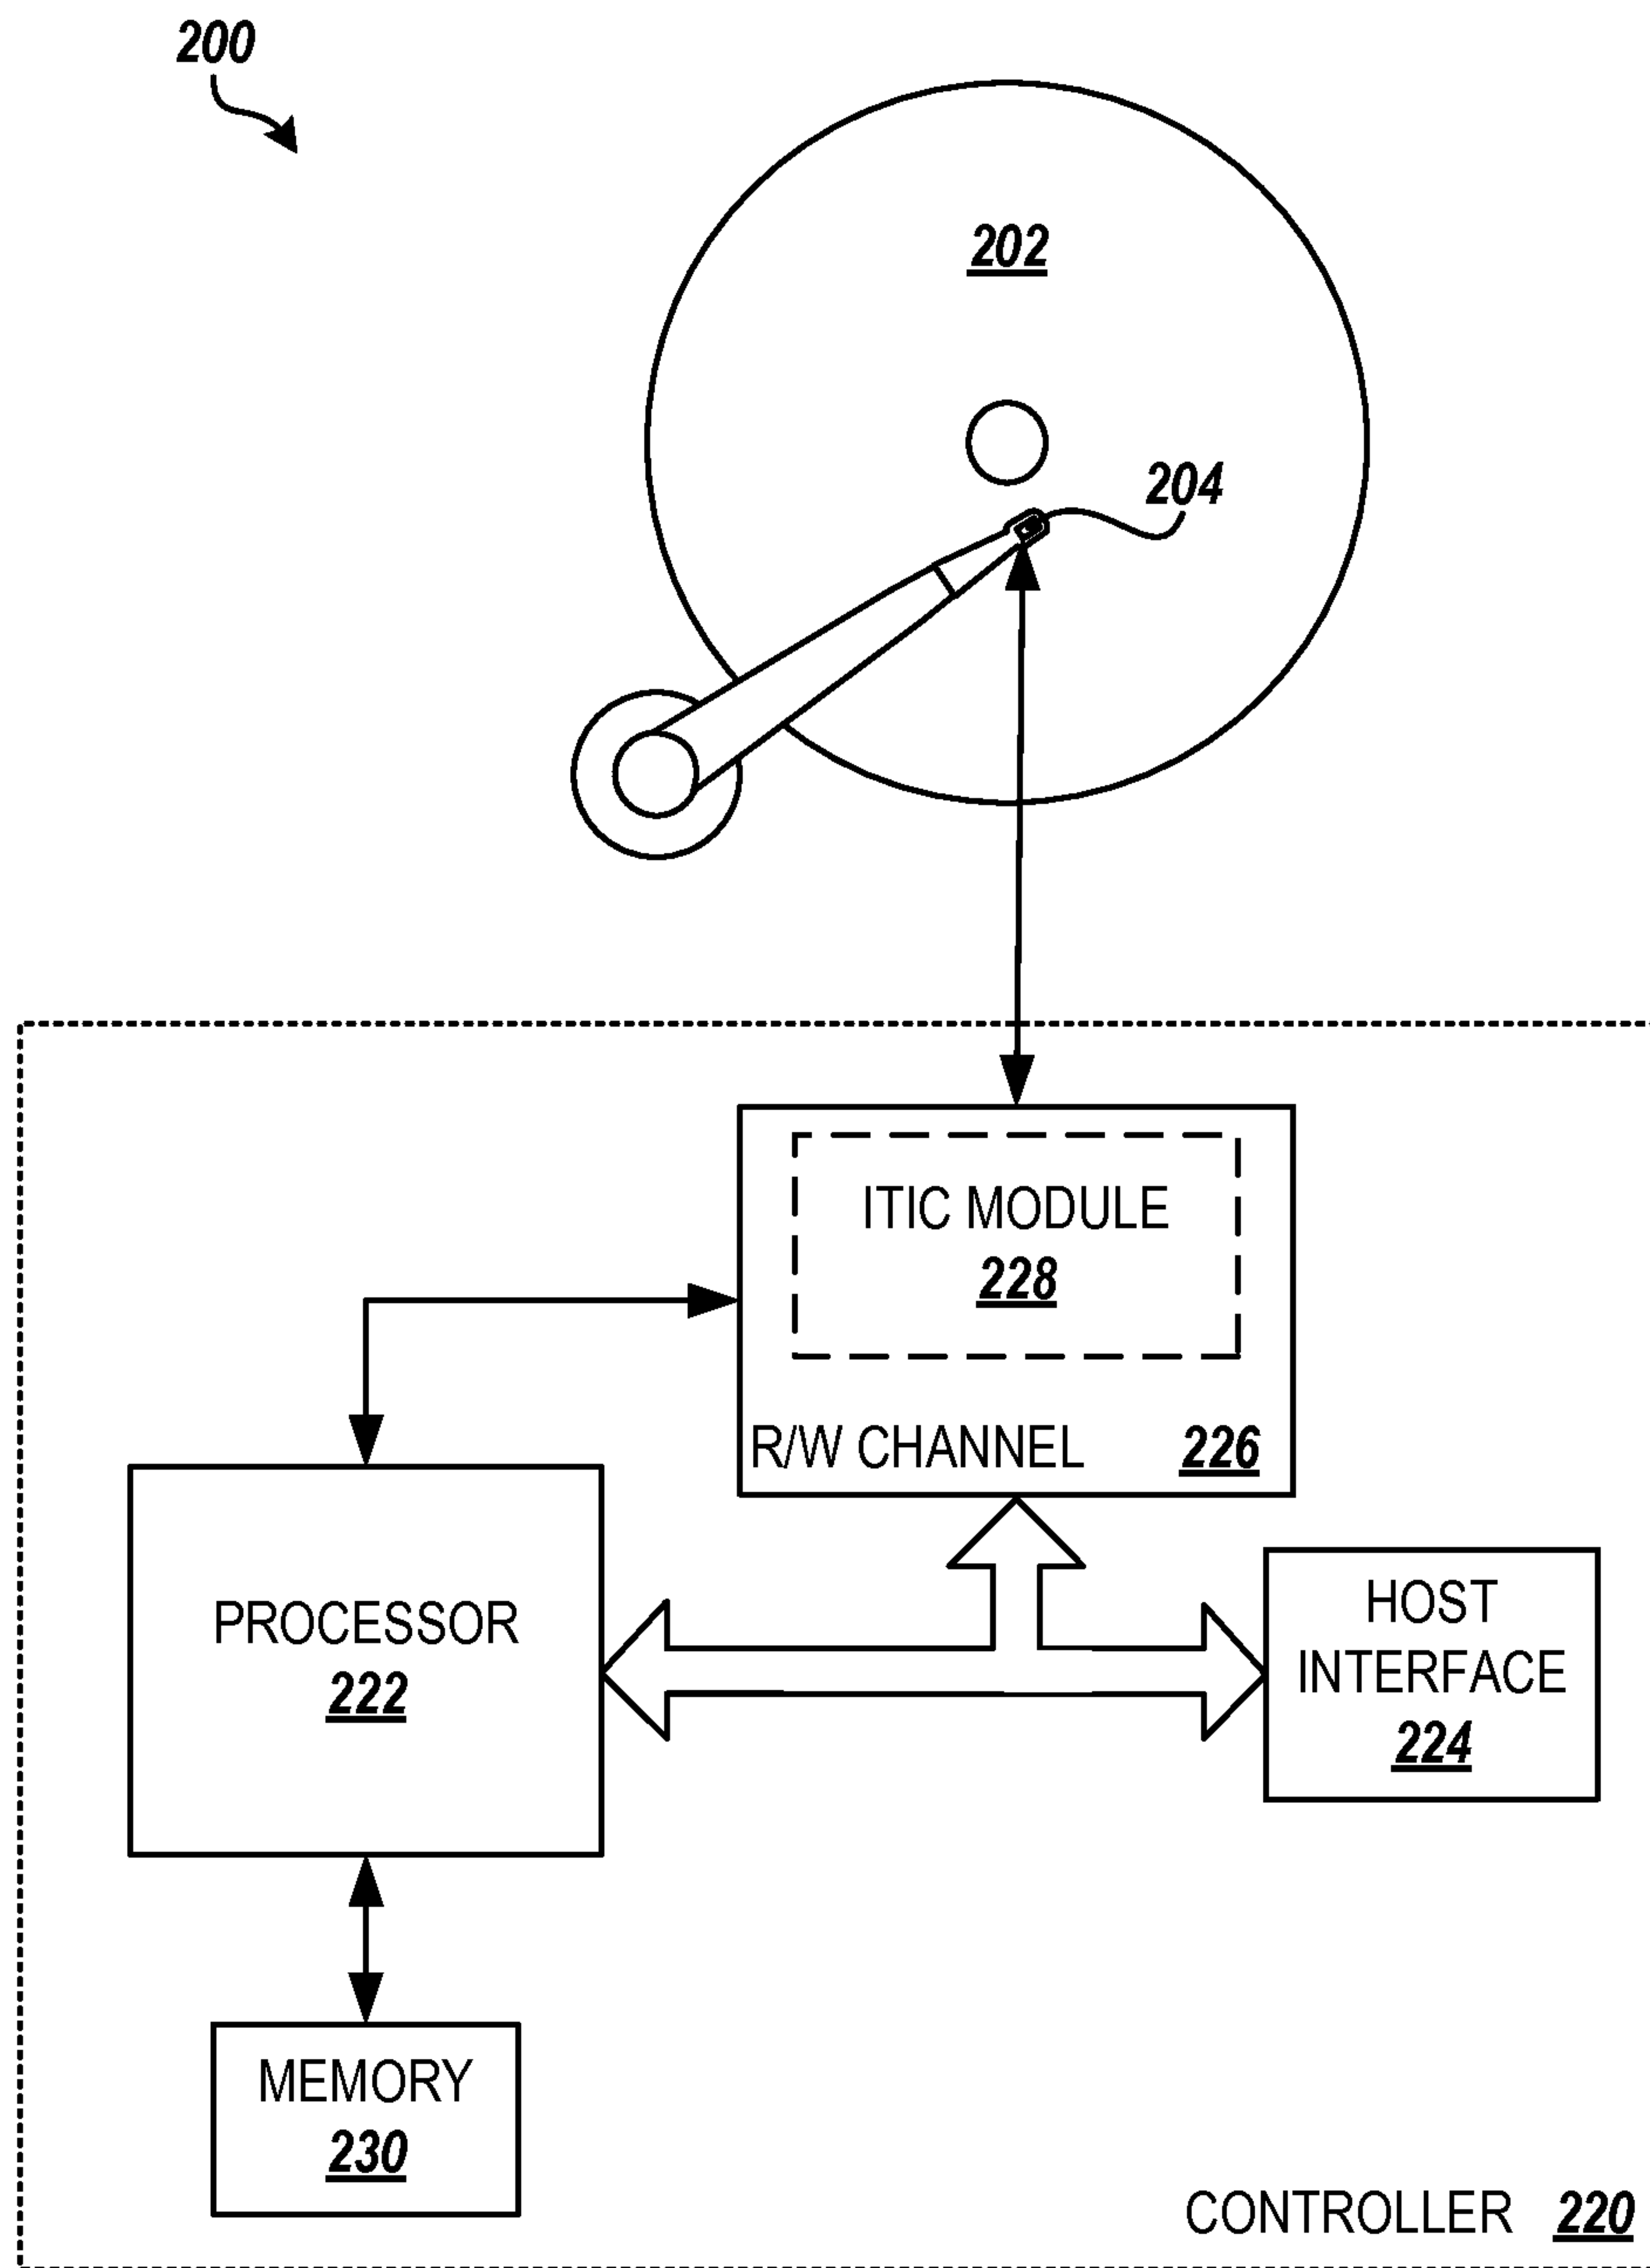 200
202
204
ITIC MODULE
228
R/W CHANNEL 226
PROCESSOR
222
HOST
INTERFACE
224
MEMORY
230
CONTROLLER 220